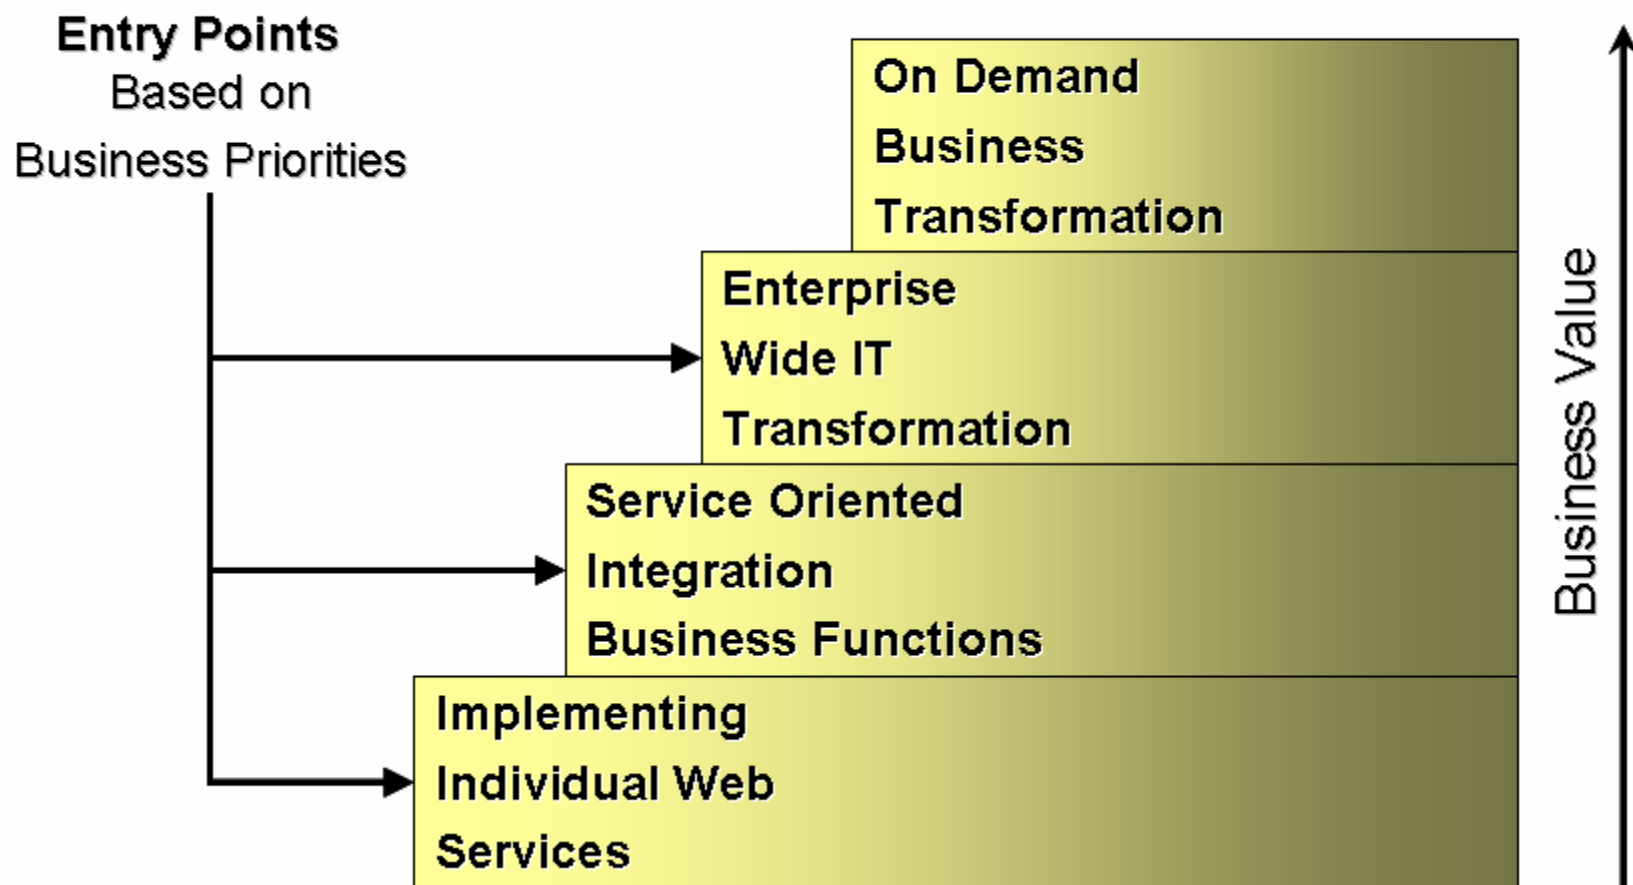 Entry Points
Based on
Business Priorities
On Demand
Business
Transformation
Enterprise
Wide IT
Transformation
Service Oriented
Integration
Business Functions
Implementing
Individual Web
Services
Business Value